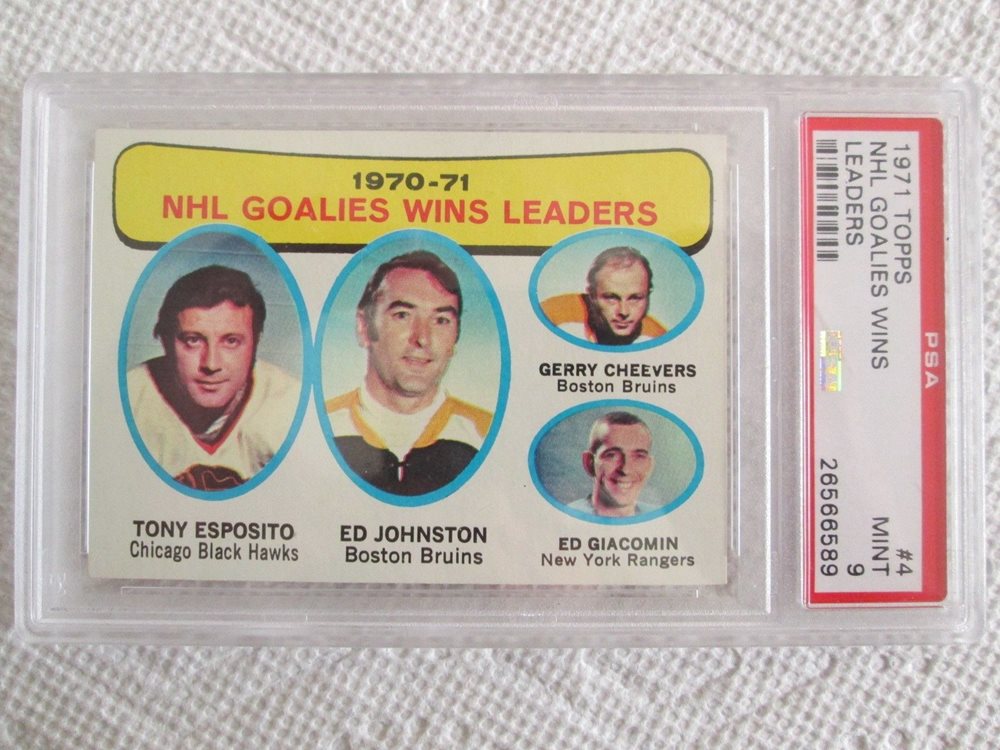 1970-71
NHL GOALIES WINS LEADERS
TONY ESPOSITO
Chicago Black Hawks
ED JOHNSTON
Boston Bruins
GERRY CHEEVERS
Boston Bruins
ED GIACOMIN
New York Rangers
PSA
1971 TOPPS #4
NHL GOALIES WINS MINT
LEADERS 9
26566589